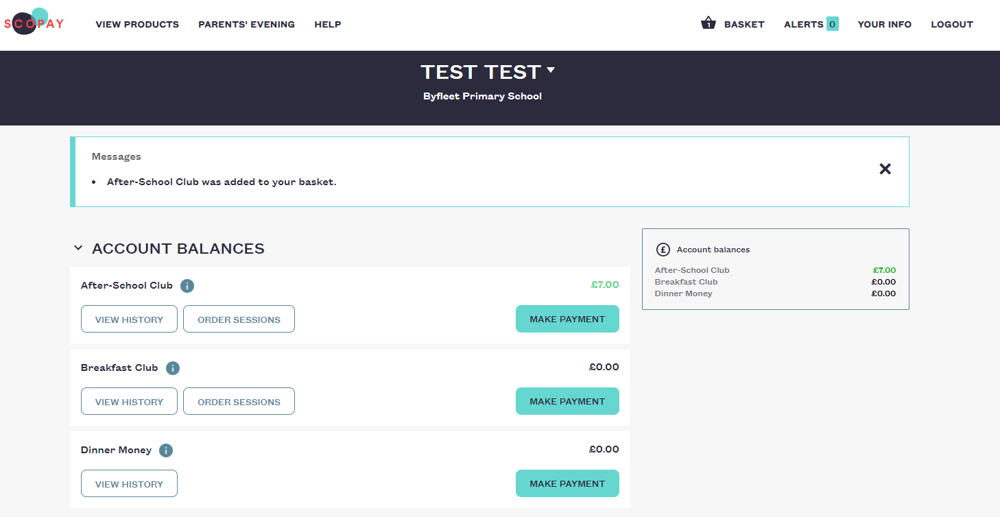 SCOPAY
VIEW PRODUCTS PARENTS' EVENING HELP 1 BASKET ALERTS 0 YOUR INFO LOGOUT
TEST TEST
Byfleet Primary School
Messages
• After-School Club was added to your basket.
ACCOUNT BALANCES
After-School Club i £7.00
VIEW HISTORY ORDER SESSIONS MAKE PAYMENT
Breakfast Club i £0.00
VIEW HISTORY ORDER SESSIONS MAKE PAYMENT
Dinner Money i £0.00
VIEW HISTORY MAKE PAYMENT
£ Account balances
After-School Club £7.00
Breakfast Club £0.00
Dinner Money £0.00